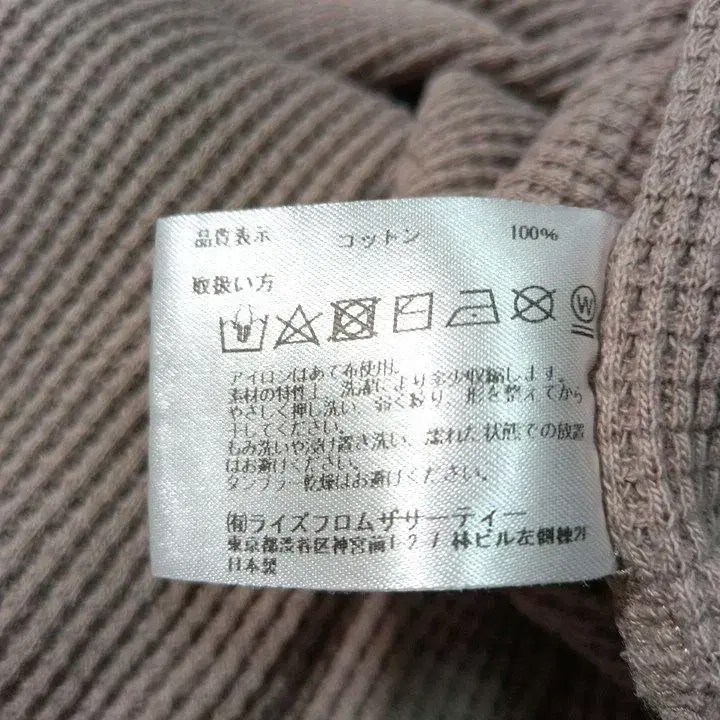 品質表示 コットン 100%
取扱い方
W
アイロンはあて布使用。
素材の特性上、洗濯により多少収縮します。
やさしく押し洗い、弱く絞り、形を整えてから
干してください。
もみ洗いや浸け置き洗い、濡れた状態での放置
はお避けください。
タンブラー乾燥はお避けください。
㈲ライズフロムザサーティー
東京都渋谷区神宮前1-2-7 林ビル左側棟2F
日本製